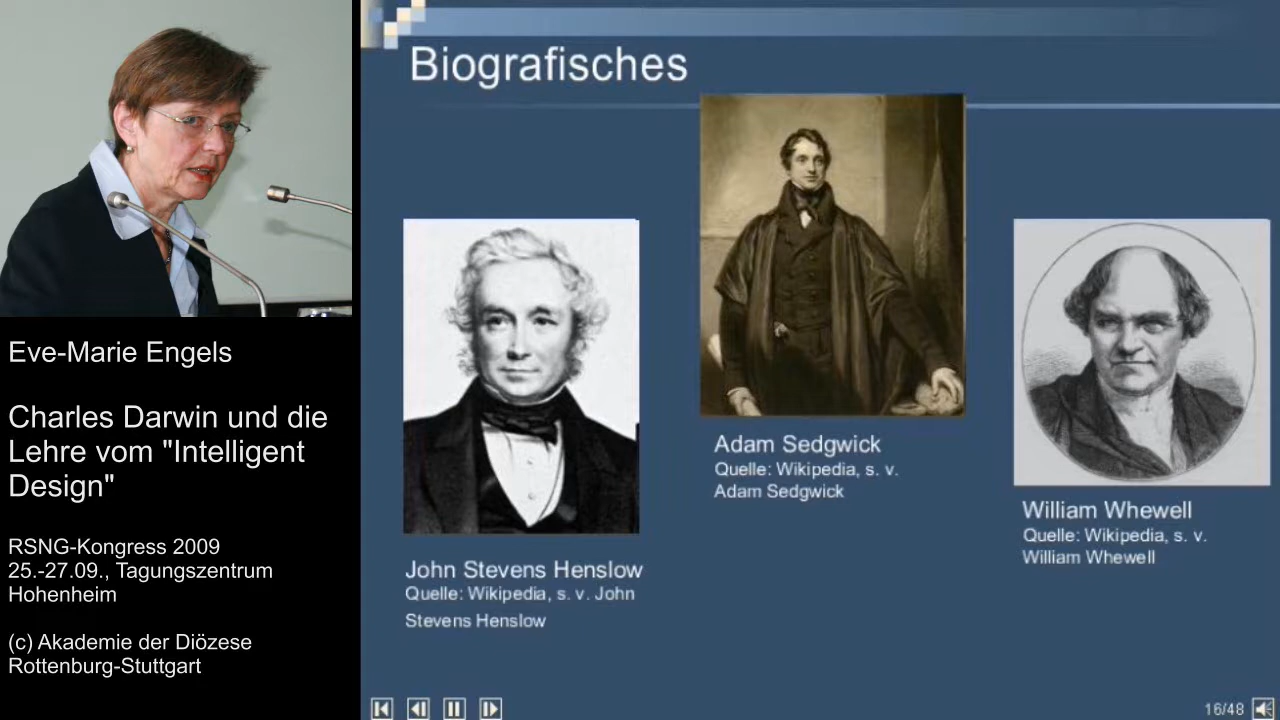 Eve-Marie Engels
Charles Darwin und die
Lehre vom "Intelligent
Design"
RSNG-Kongress 2009
25.-27.09., Tagungszentrum
Hohenheim
(c) Akademie der Diözese
Rottenburg-Stuttgart
Biografisches
John Stevens Henslow
Quelle: Wikipedia, s. v. John
Stevens Henslow
Adam Sedgwick
Quelle: Wikipedia, s. v.
Adam Sedgwick
William Whewell
Quelle: Wikipedia, s. v.
William Whewell
16/48